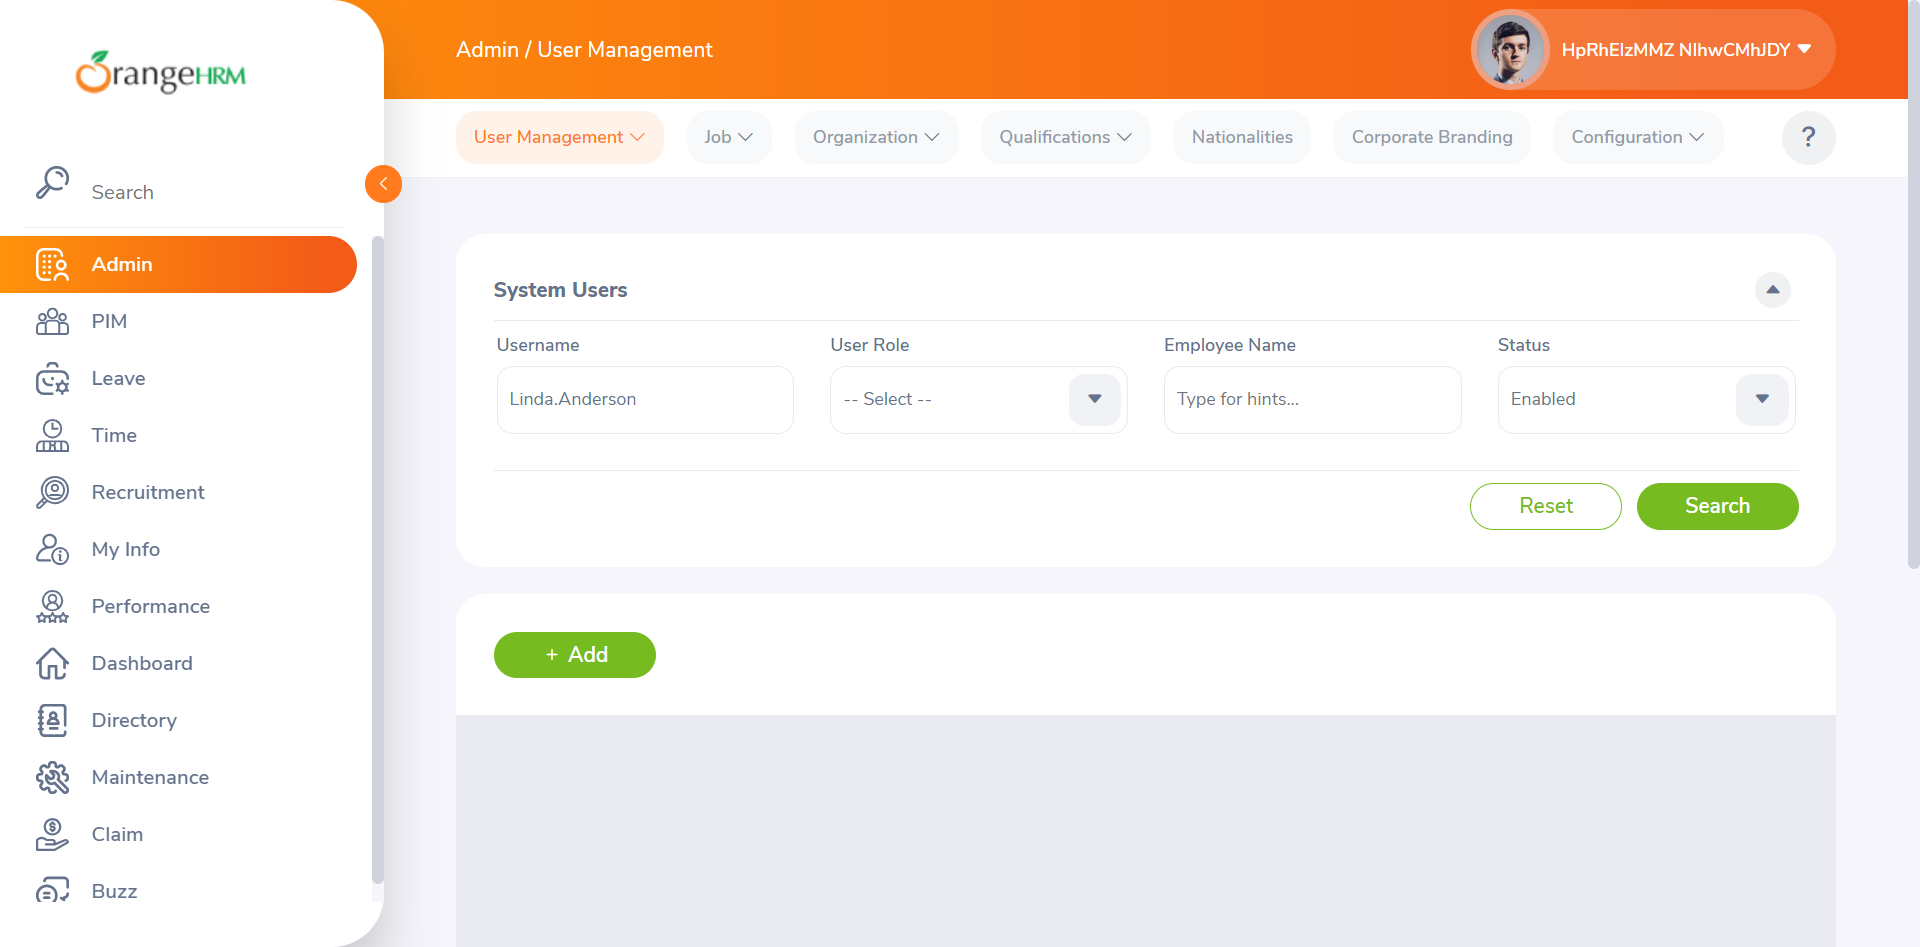 OrangeHRM
Search
Admin
PIM
Leave
Time
Recruitment
My Info
Performance
Dashboard
Directory
Maintenance
Claim
Buzz
Admin / User Management
HpRhElzMMZ NlhwCMhJDY
User Management
Job
Organization
Qualifications
Nationalities
Corporate Branding
Configuration
?
System Users
Username
User Role
Employee Name
Status
Linda.Anderson
-- Select --
Type for hints...
Enabled
Reset
Search
+ Add